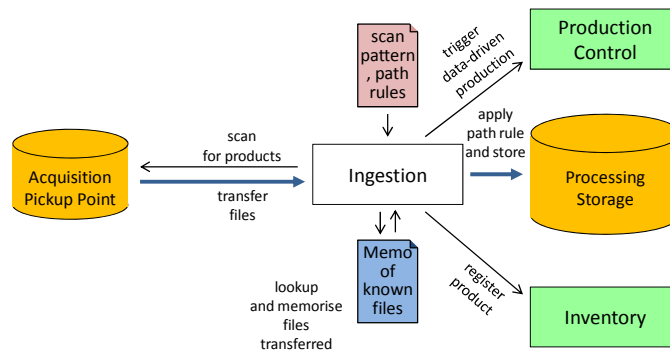 scan
pattern
, path
rules
trigger
data-driven
production
Production
Control
scan
for products
apply
path rule
and store
Acquisition
Pickup Point
transfer
files
Ingestion
Processing
Storage
Memo
of
known
files
lookup
and memorise
files
transferred
register
product
Inventory